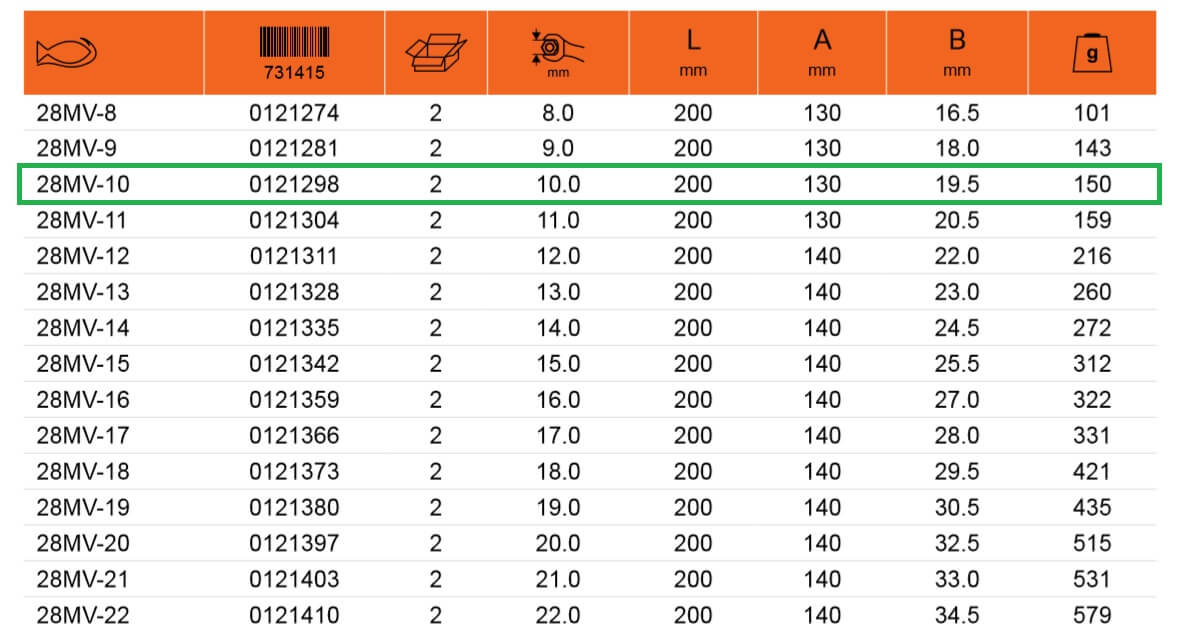 731415 mm L mm A mm B mm g
28MV-8 0121274 2 8.0 200 130 16.5 101
28MV-9 0121281 2 9.0 200 130 18.0 143
28MV-10 0121298 2 10.0 200 130 19.5 150
28MV-11 0121304 2 11.0 200 130 20.5 159
28MV-12 0121311 2 12.0 200 140 22.0 216
28MV-13 0121328 2 13.0 200 140 23.0 260
28MV-14 0121335 2 14.0 200 140 24.5 272
28MV-15 0121342 2 15.0 200 140 25.5 312
28MV-16 0121359 2 16.0 200 140 27.0 322
28MV-17 0121366 2 17.0 200 140 28.0 331
28MV-18 0121373 2 18.0 200 140 29.5 421
28MV-19 0121380 2 19.0 200 140 30.5 435
28MV-20 0121397 2 20.0 200 140 32.5 515
28MV-21 0121403 2 21.0 200 140 33.0 531
28MV-22 0121410 2 22.0 200 140 34.5 579